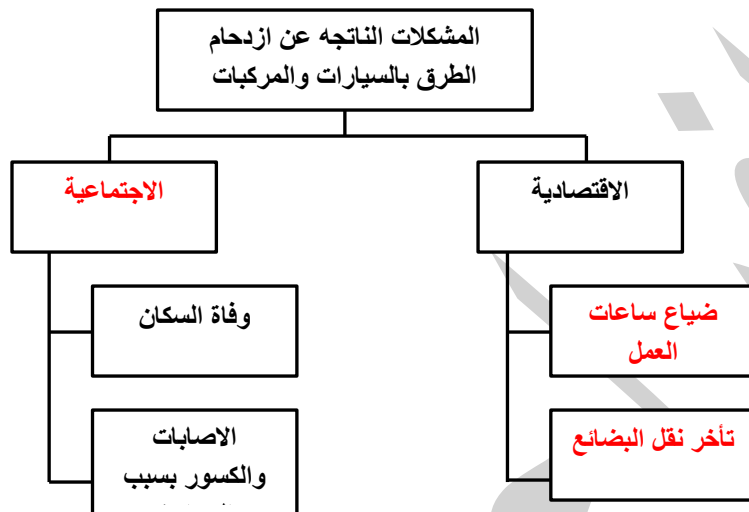 المشكلات الناتجه عن ازدحام
الطرق بالسيارات والمركبات
الاقتصادية
الاجتماعية
ضياع ساعات
العمل
وفاة السكان
تأخر نقل البضائع
الاصابات
والكسور بسبب